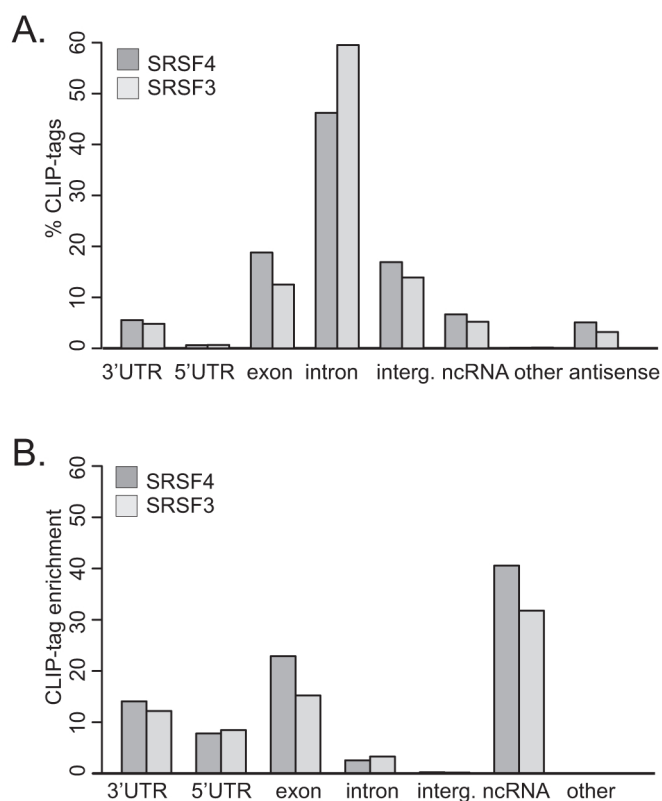 A.
SRSF4
SRSF3
% CLIP-tags
0 10 20 30 40 50 60
3’UTR 5’UTR exon intron interg. ncRNA other antisense
B.
SRSF4
SRSF3
CLIP-tag enrichment
0 10 20 30 40 50 60
3’UTR 5’UTR exon intron interg. ncRNA other